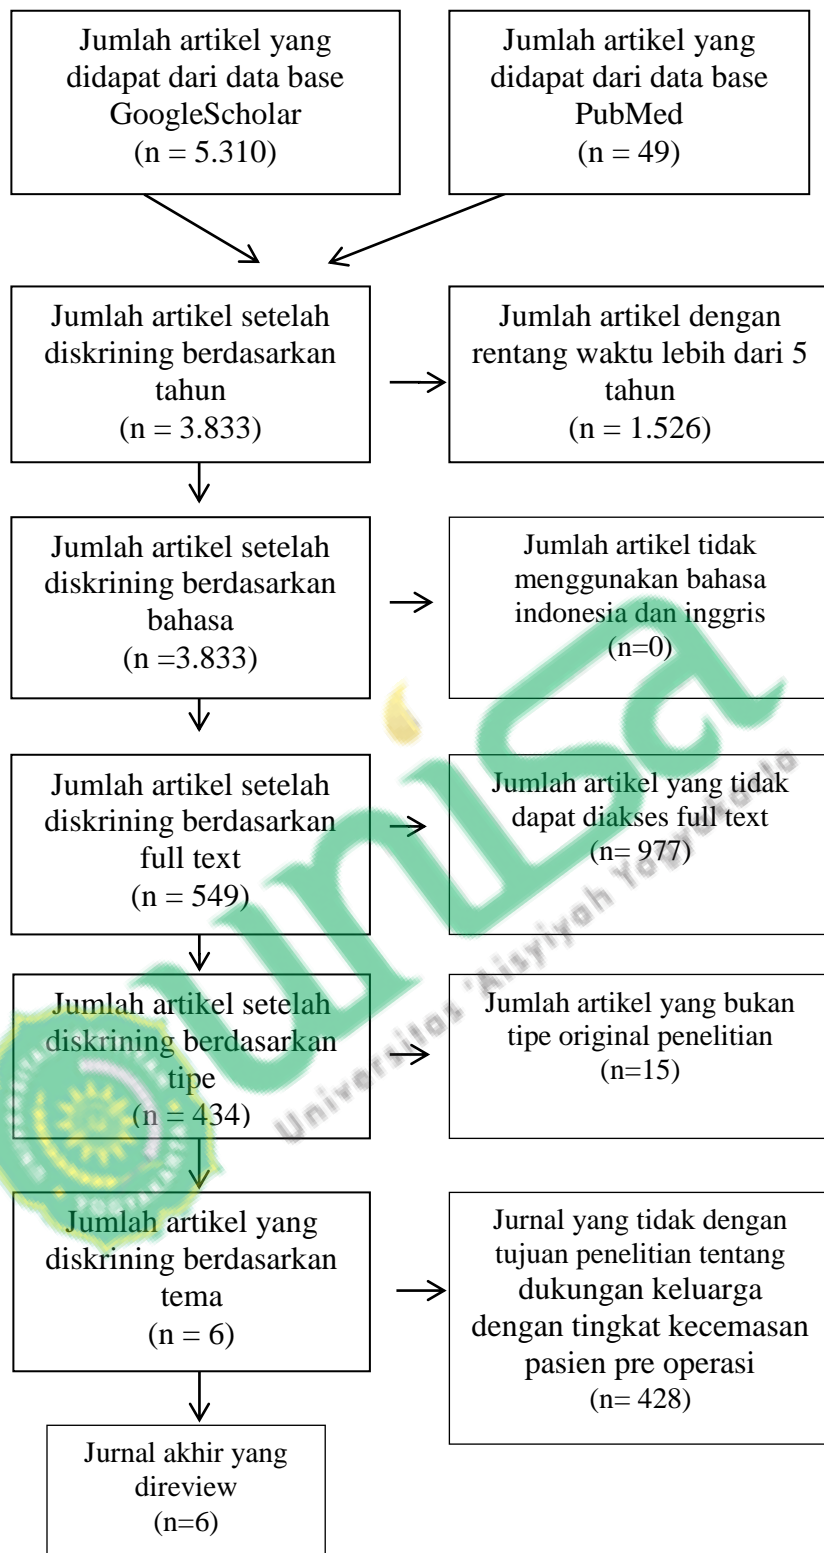 Jumlah artikel yang
didapat dari data base
GoogleScholar
(n = 5.310)
Jumlah artikel yang
didapat dari data base
PubMed
(n = 49)
Jumlah artikel setelah
diskrining berdasarkan
tahun
(n = 3.833)
Jumlah artikel dengan
rentang waktu lebih dari 5
tahun
(n = 1.526)
Jumlah artikel setelah
diskrining berdasarkan
bahasa
(n =3.833)
Jumlah artikel tidak
menggunakan bahasa
indonesia dan inggris
(n=0)
Jumlah artikel setelah
diskrining berdasarkan
full text
(n = 549)
Jumlah artikel yang tidak
dapat diakses full text
(n= 977)
Jumlah artikel setelah
diskrining berdasarkan
tipe
(n = 434)
Jumlah artikel yang bukan
tipe original penelitian
(n=15)
Jumlah artikel yang
diskrining berdasarkan
tema
(n = 6)
Jurnal yang tidak dengan
tujuan penelitian tentang
dukungan keluarga
dengan tingkat kecemasan
pasien pre operasi
(n= 428)
Jurnal akhir yang
direview
(n=6)
unisa
Universitas 'Aisyiyah Yogyakarta